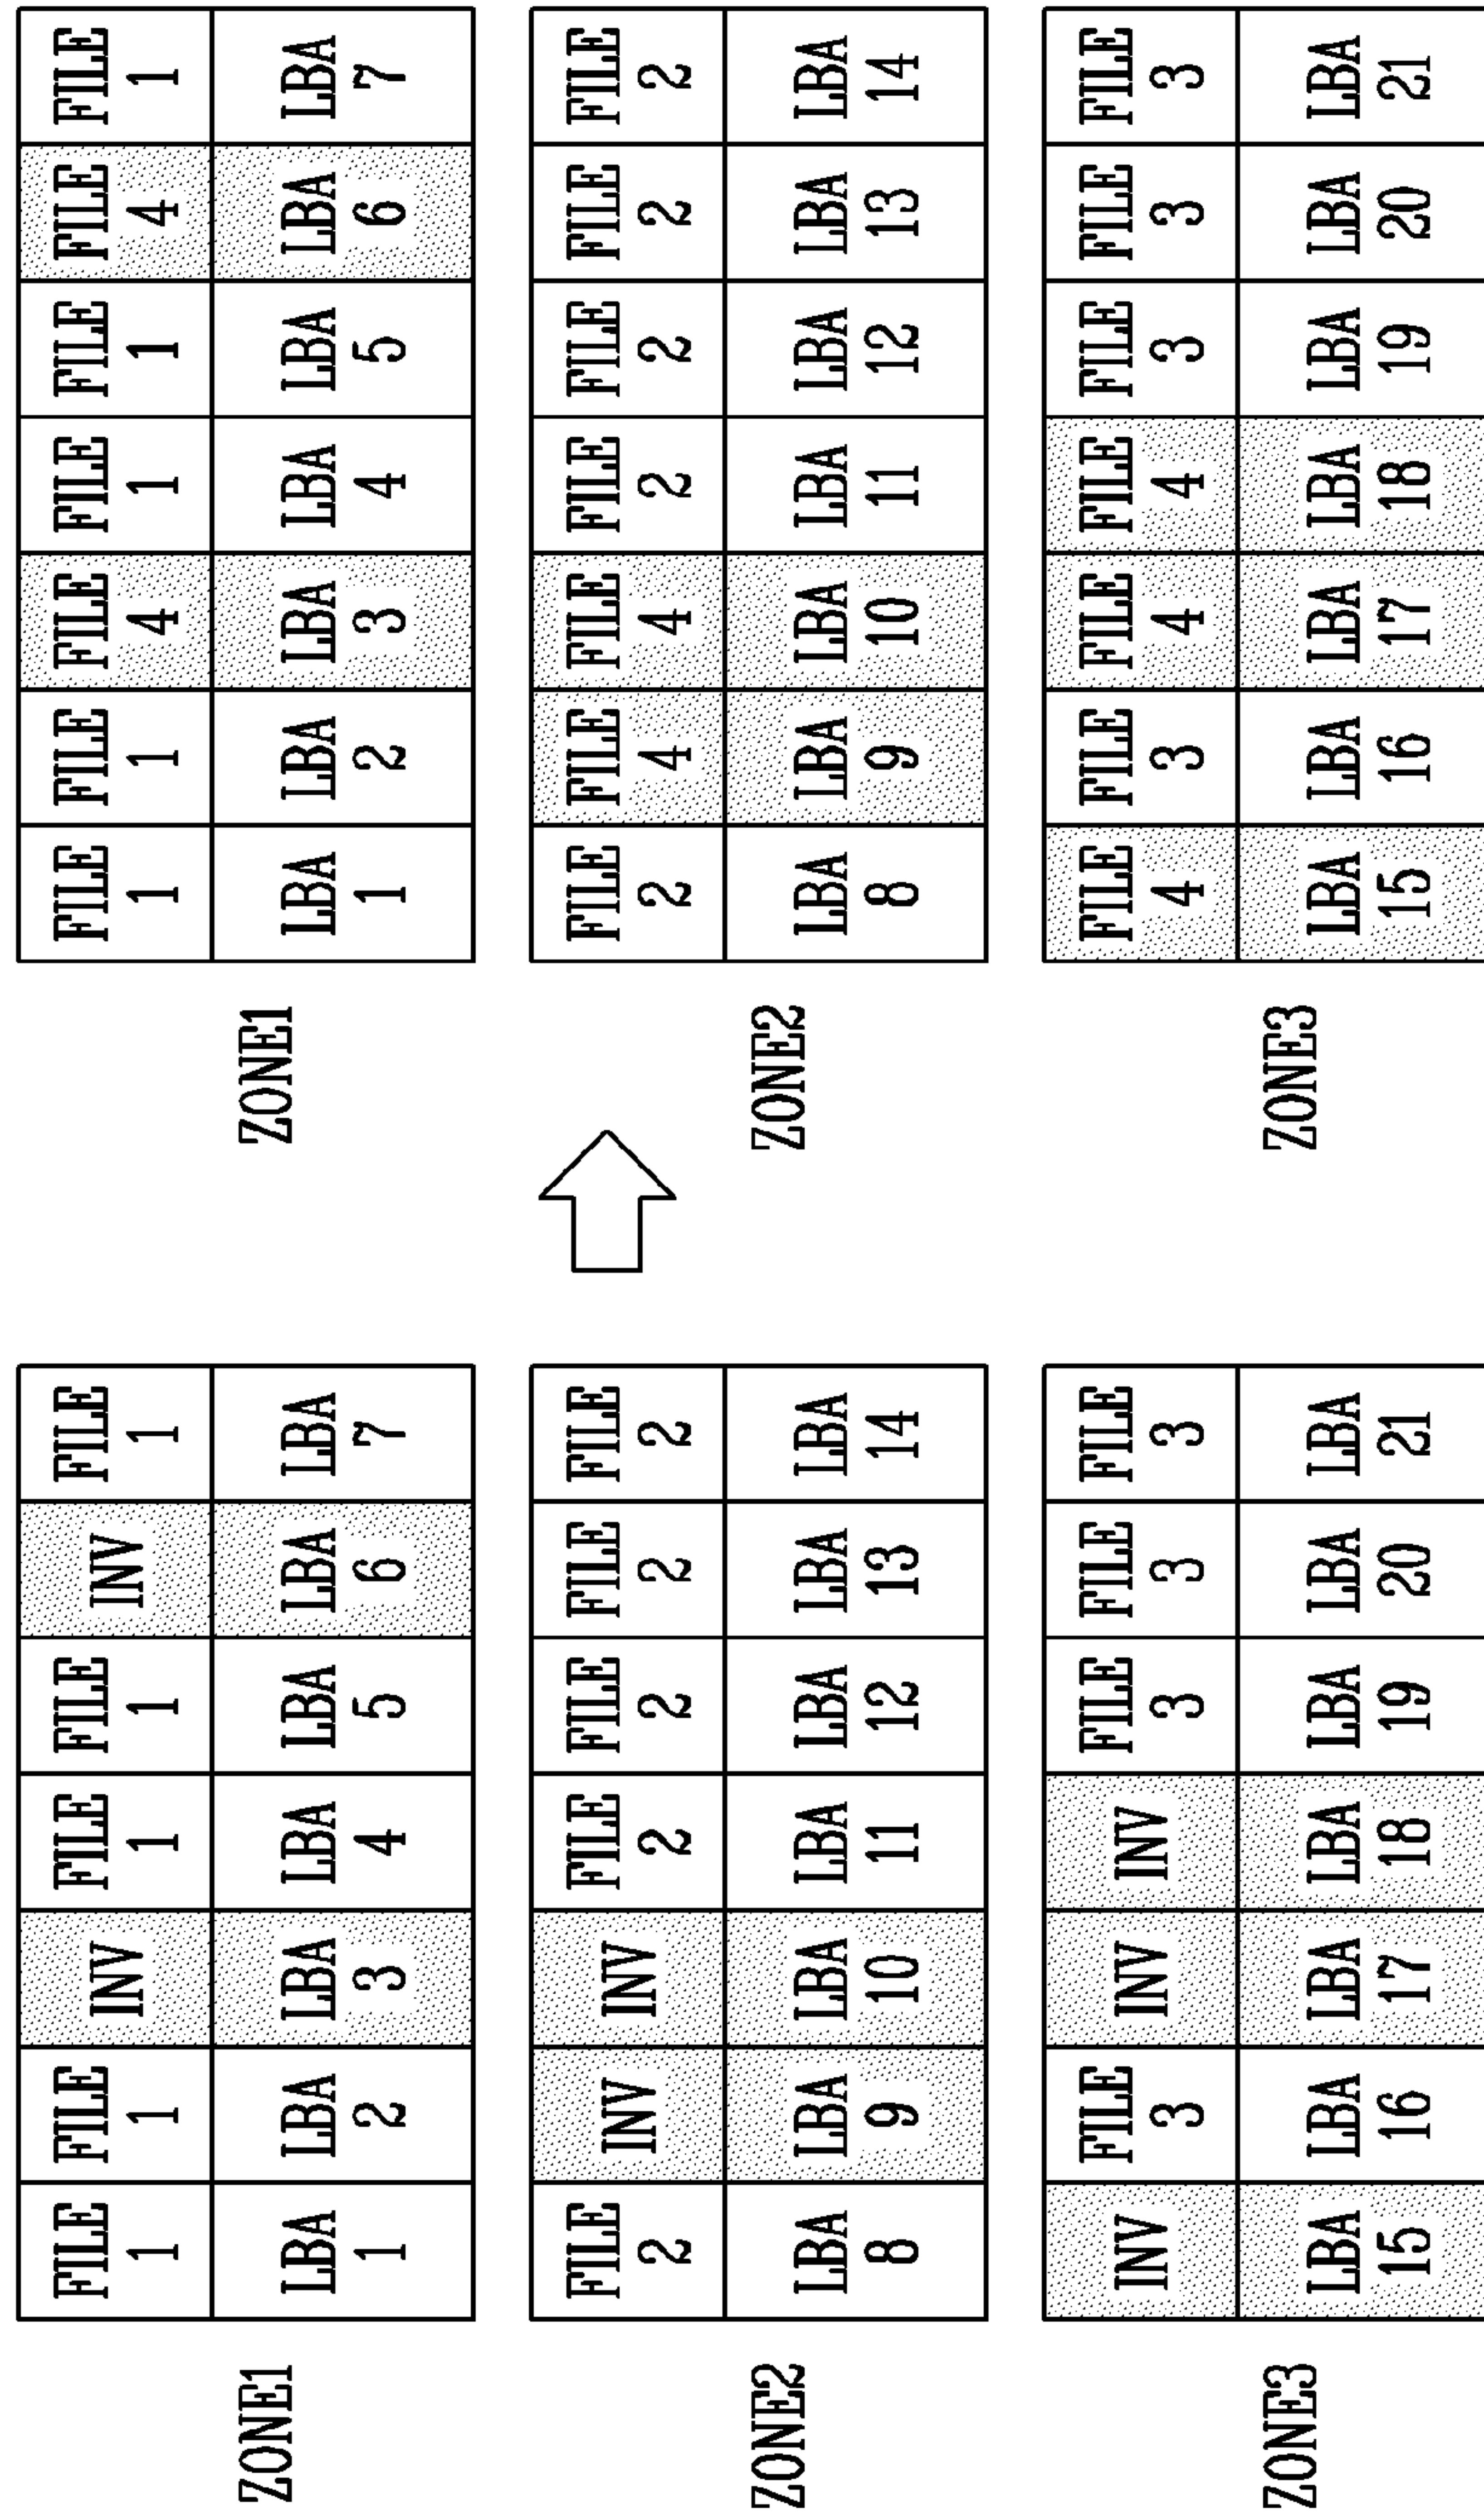 ZONE1
FILE 1 FILE 1 INV FILE 1 FILE 1 INV FILE 1
LBA 1 LBA 2 LBA 3 LBA 4 LBA 5 LBA 6 LBA 7
ZONE2
FILE 2 INV INV FILE 2 FILE 2 FILE 2 FILE 2
LBA 8 LBA 9 LBA 10 LBA 11 LBA 12 LBA 13 LBA 14
ZONE3
INV FILE 3 INV INV FILE 3 FILE 3 FILE 3
LBA 15 LBA 16 LBA 17 LBA 18 LBA 19 LBA 20 LBA 21
ZONE1
FILE 1 FILE 1 FILE 4 FILE 1 FILE 1 FILE 4 FILE 1
LBA 1 LBA 2 LBA 3 LBA 4 LBA 5 LBA 6 LBA 7
ZONE2
FILE 2 FILE 4 FILE 4 FILE 2 FILE 2 FILE 2 FILE 2
LBA 8 LBA 9 LBA 10 LBA 11 LBA 12 LBA 13 LBA 14
ZONE3
FILE 4 FILE 3 FILE 4 FILE 4 FILE 3 FILE 3 FILE 3
LBA 15 LBA 16 LBA 17 LBA 18 LBA 19 LBA 20 LBA 21